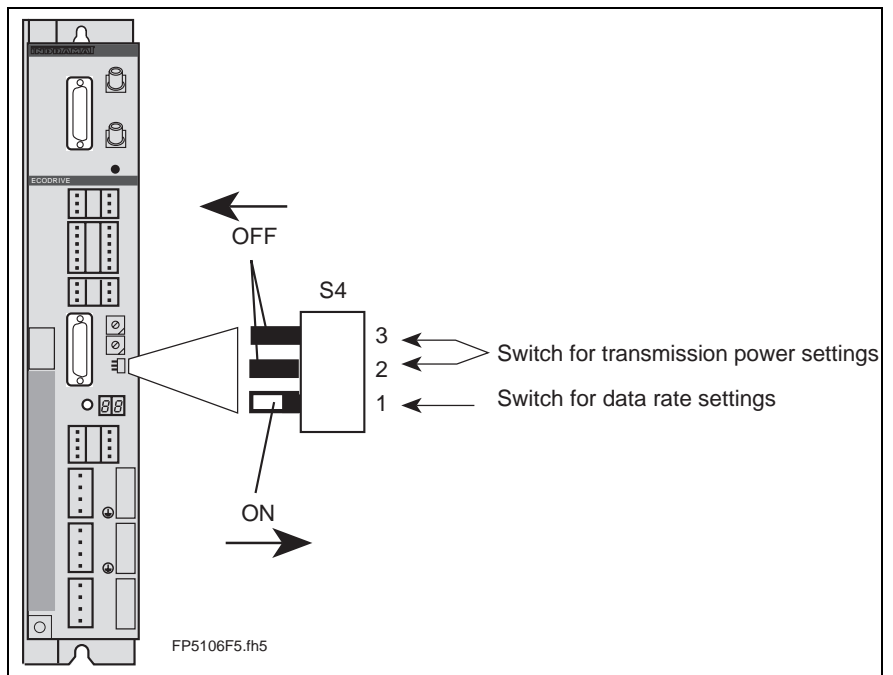 ECODRIVE
OFF
S4
3
2
Switch for transmission power settings
1
Switch for data rate settings
ON
FP5106F5.fh5